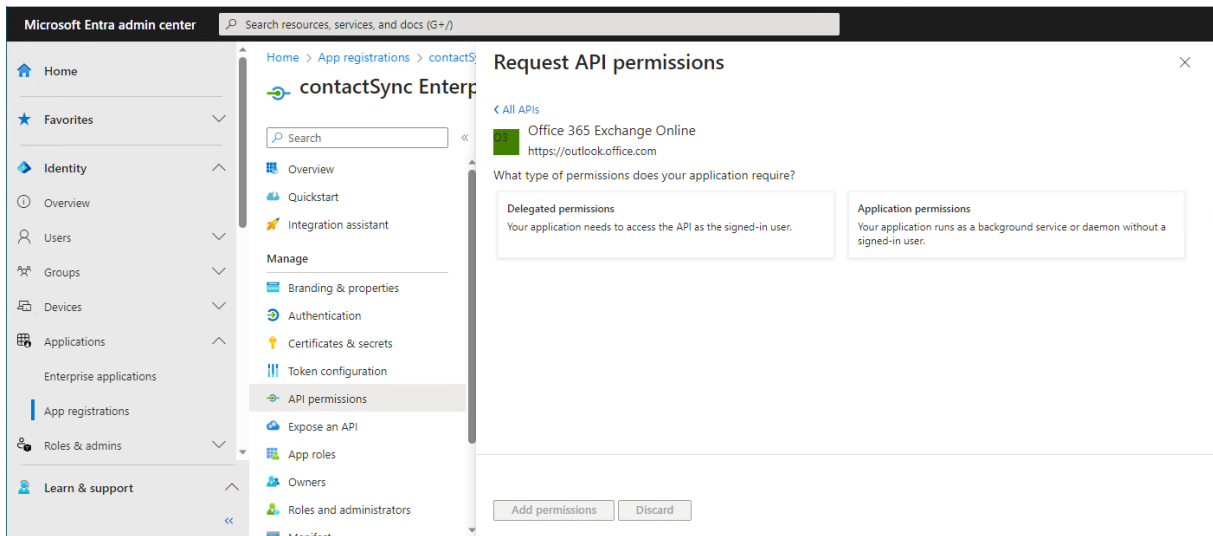 Microsoft Entra admin center
Search resources, services, and docs (G+/)
Home
Favorites
Identity
Overview
Users
Groups
Devices
Applications
Enterprise applications
App registrations
Roles & admins
Learn & support
Home > App registrations > contactS
contactSync Enterp
Search
Overview
Quickstart
Integration assistant
Manage
Branding & properties
Authentication
Certificates & secrets
Token configuration
API permissions
Expose an API
App roles
Owners
Roles and administrators
Manifest
Request API permissions
All APIs
O3
Office 365 Exchange Online
https://outlook.office.com
What type of permissions does your application require?
Delegated permissions
Your application needs to access the API as the signed-in user.
Application permissions
Your application runs as a background service or daemon without a
signed-in user.
Add permissions
Discard